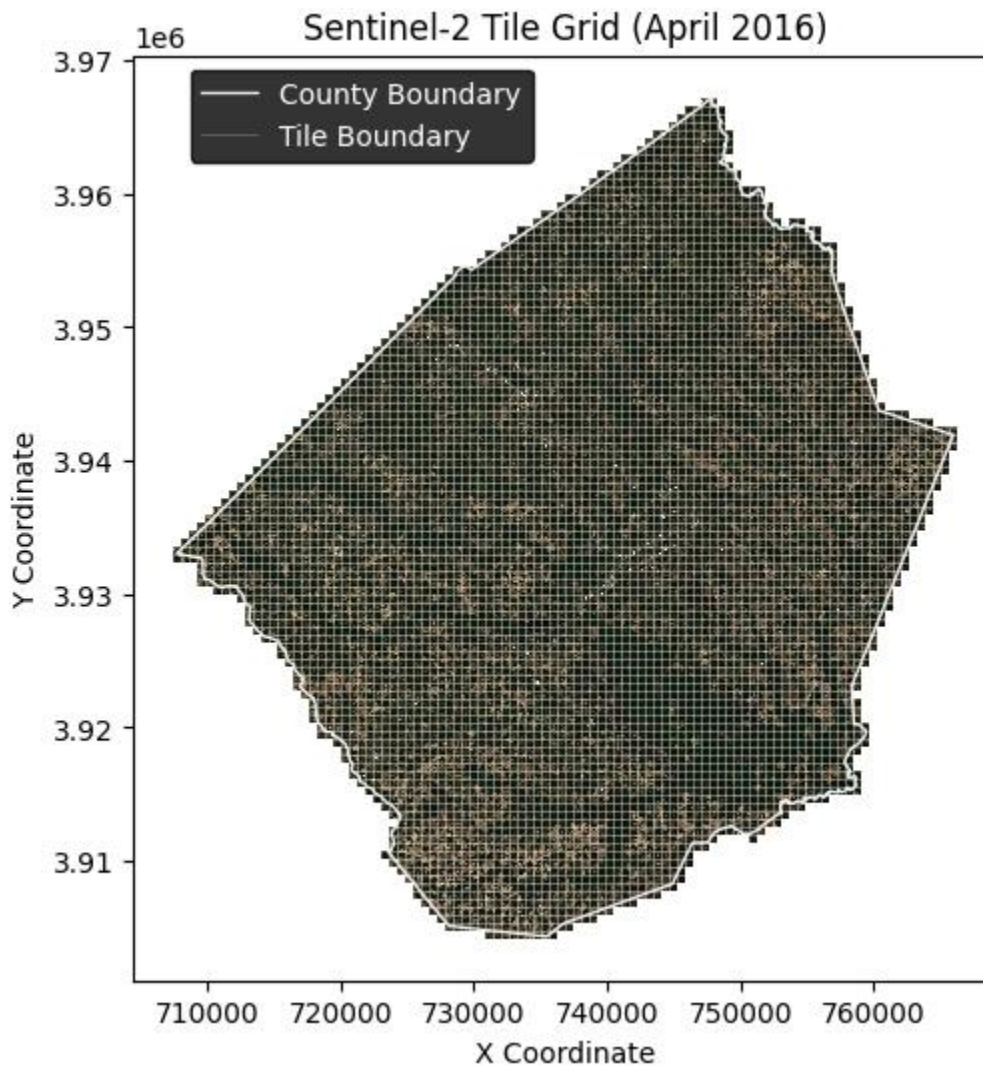 Sentinel-2 Tile Grid (April 2016)
1e6
County Boundary
Tile Boundary
3.97
3.96
3.95
3.94
3.93
3.92
3.91
Y Coordinate
710000 720000 730000 740000 750000 760000
X Coordinate